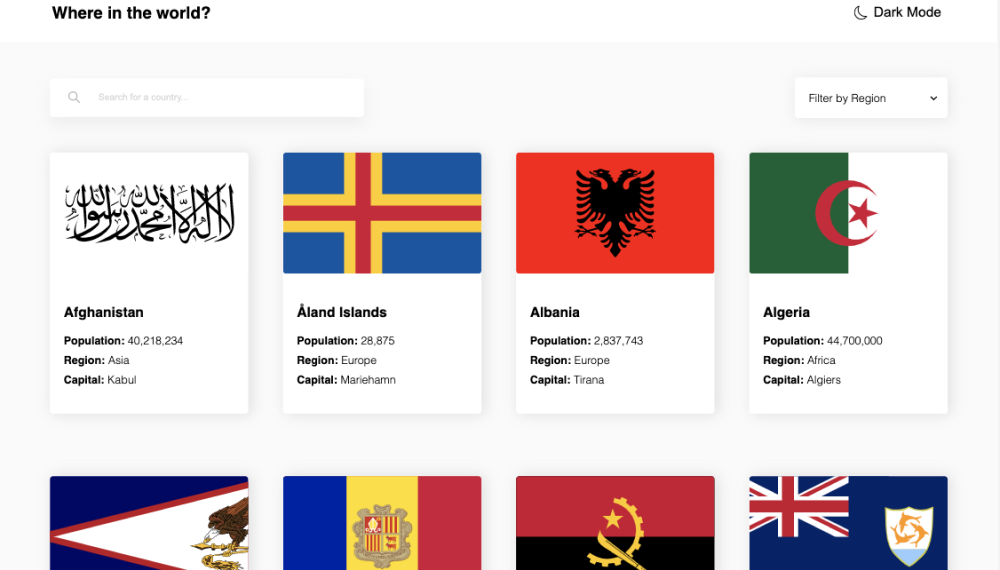 Where in the world?
Dark Mode
Search for a country...
Filter by Region
لا إله إلا الله محمد رسول الله
Afghanistan
Population: 40,218,234
Region: Asia
Capital: Kabul
Åland Islands
Population: 28,875
Region: Europe
Capital: Mariehamn
Albania
Population: 2,837,743
Region: Europe
Capital: Tirana
Algeria
Population: 44,700,000
Region: Africa
Capital: Algiers